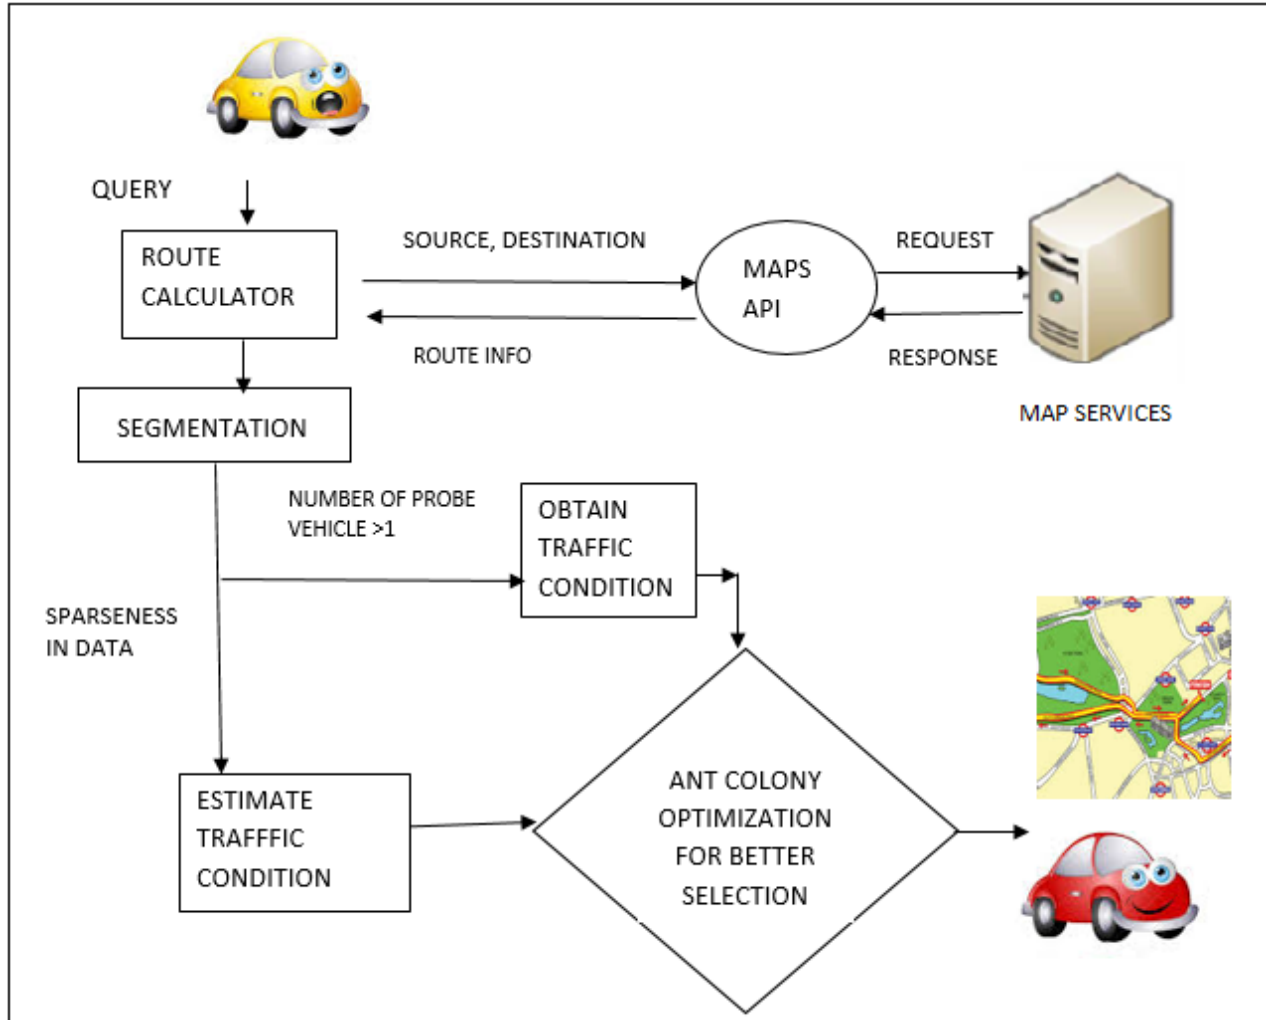 QUERY
ROUTE
CALCULATOR
SOURCE, DESTINATION
ROUTE INFO
MAPS
API
REQUEST
RESPONSE
MAP SERVICES
SEGMENTATION
NUMBER OF PROBE
VEHICLE >1
OBTAIN
TRAFFIC
CONDITION
SPARSENESS
IN DATA
ESTIMATE
TRAFFFIC
CONDITION
ANT COLONY
OPTIMIZATION
FOR BETTER
SELECTION